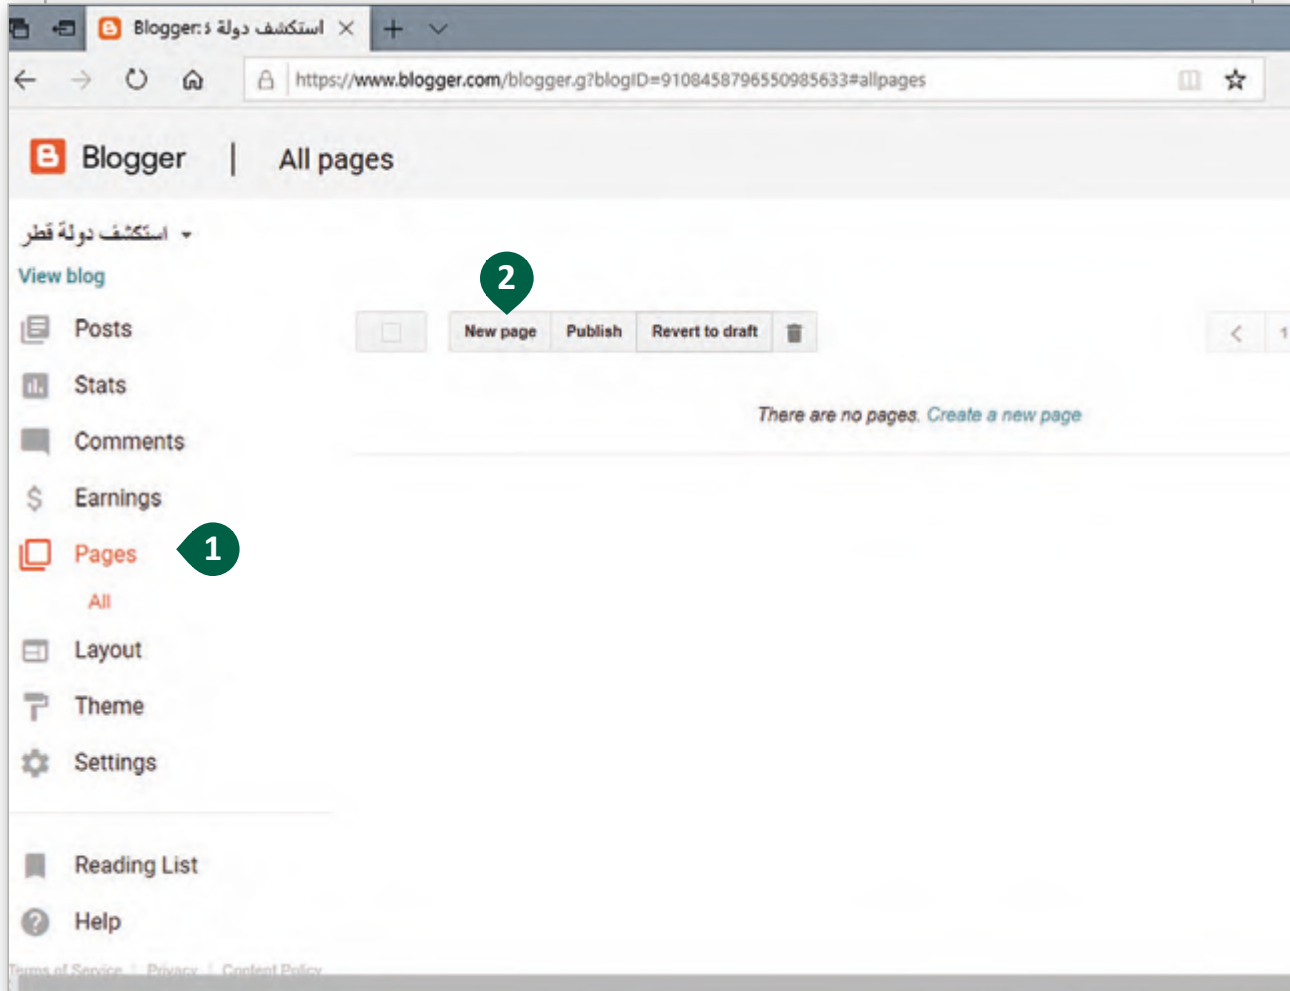 Blogger: استكشف دولة
https://www.blogger.com/blogger.g?blogID=9108458796550985633#allpages
Blogger | All pages
استكشف دولة قطر
View blog
2
Posts
New page Publish Revert to draft
1
Stats
There are no pages. Create a new page
Comments
Earnings
Pages
1
All
Layout
Theme
Settings
Reading List
Help
Terms of Service | Privacy | Content Policy